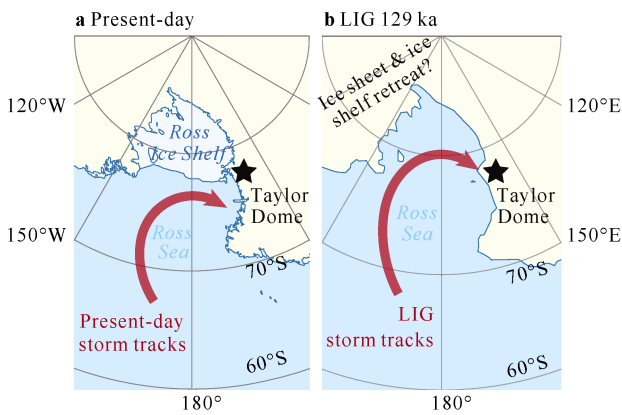 a Present-day
b LIG 129 ka
Ice sheet & ice
shelf retreat?
120°W
120°E
Ross
Ice Shelf
Taylor
Dome
Taylor
Dome
150°W
Ross
Sea
Ross
Sea
150°E
70°S
70°S
Present-day
storm tracks
LIG
storm tracks
60°S
60°S
180°
180°